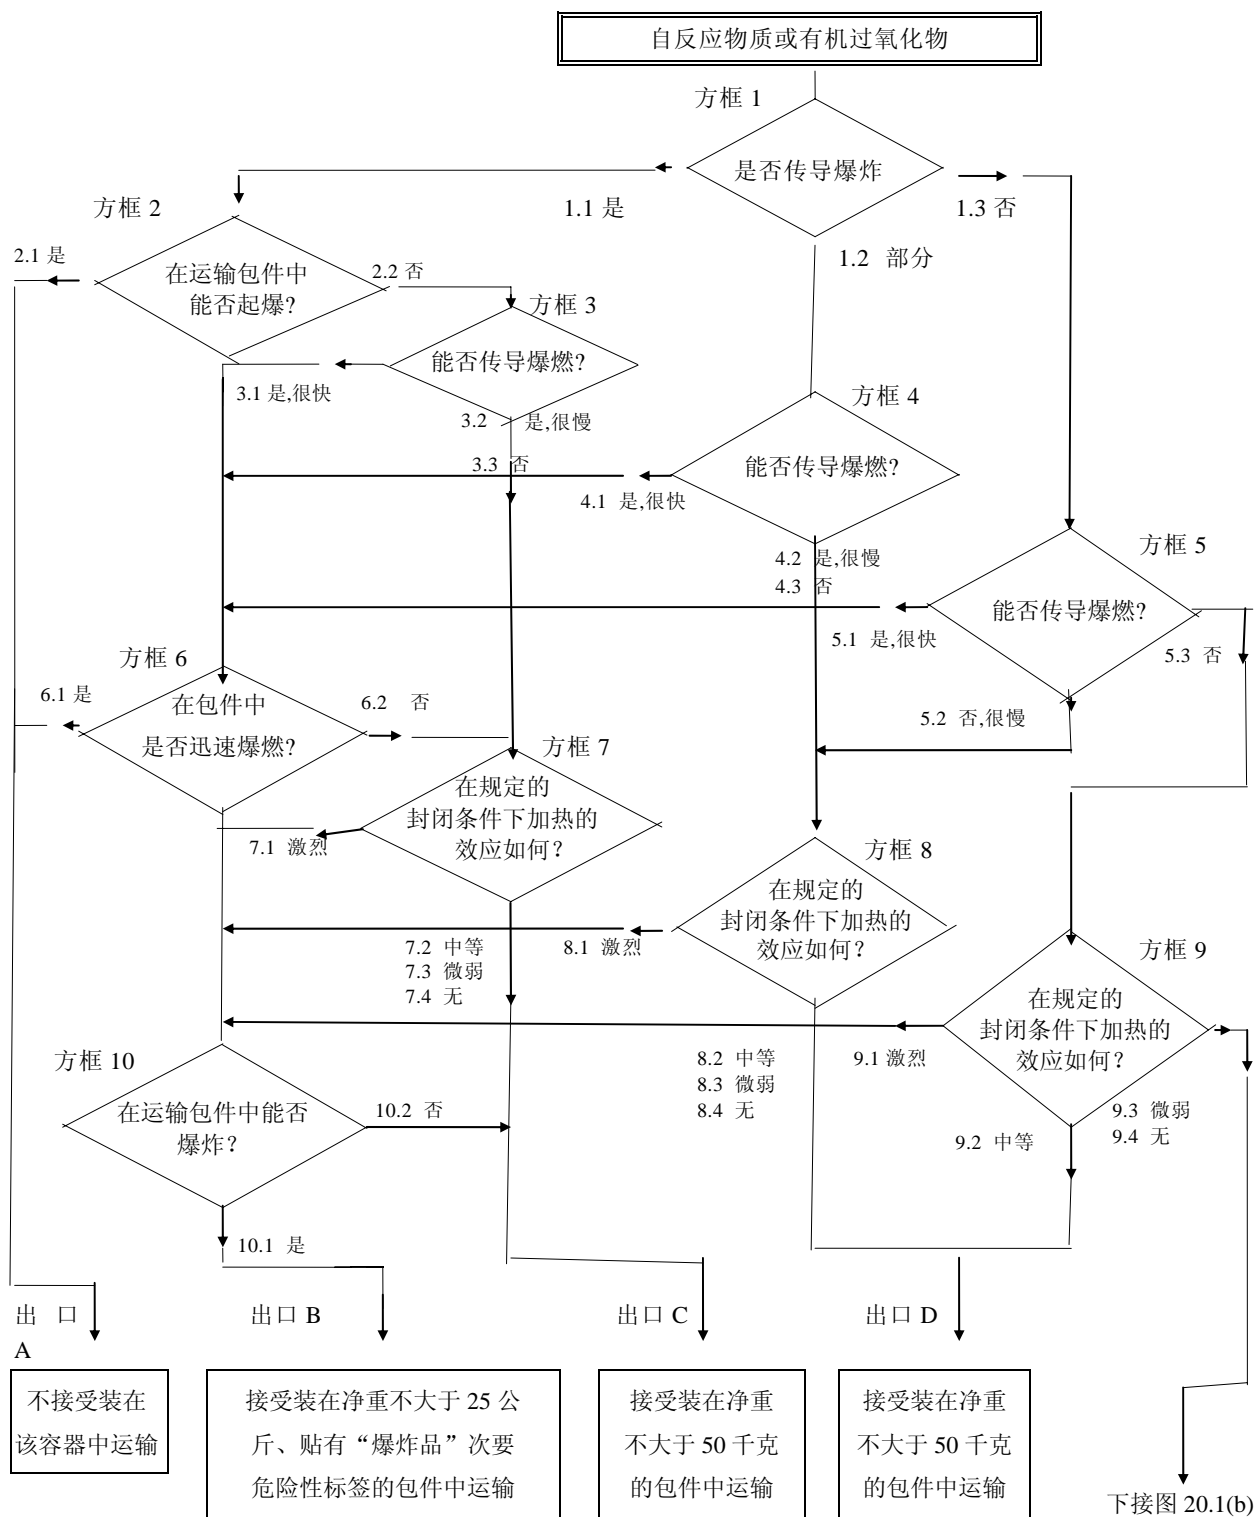 自反应物质或有机过氧化物
方框 1
是否传导爆炸
1.1 是
1.3 否
1.2 部分
方框 2
2.1 是
在运输包件中
能否起爆?
2.2 否
方框 3
能否传导爆燃?
3.1 是,很快
3.2 是,很慢
3.3 否
方框 4
能否传导爆燃?
4.1 是,很快
4.2 是,很慢
4.3 否
方框 5
能否传导爆燃?
5.1 是,很快
5.3 否
5.2 否,很慢
方框 6
6.1 是
在包件中
是否迅速爆燃?
6.2 否
方框 7
在规定的
封闭条件下加热的
效应如何?
7.1 激烈
7.2 中等
7.3 微弱
7.4 无
方框 8
在规定的
封闭条件下加热的
效应如何?
8.1 激烈
8.2 中等
8.3 微弱
8.4 无
方框 9
在规定的
封闭条件下加热的
效应如何?
9.1 激烈
9.2 中等
9.3 微弱
9.4 无
方框 10
在运输包件中能否
爆炸?
10.2 否
10.1 是
出 口
A
出口 B
出口 C
出口 D
不接受装在
该容器中运输
接受装在净重不大于 25 公
斤、贴有“爆炸品”次要
危险性标签的包件中运输
接受装在净重
不大于 50 千克
的包件中运输
接受装在净重
不大于 50 千克
的包件中运输
下接图 20.1(b)